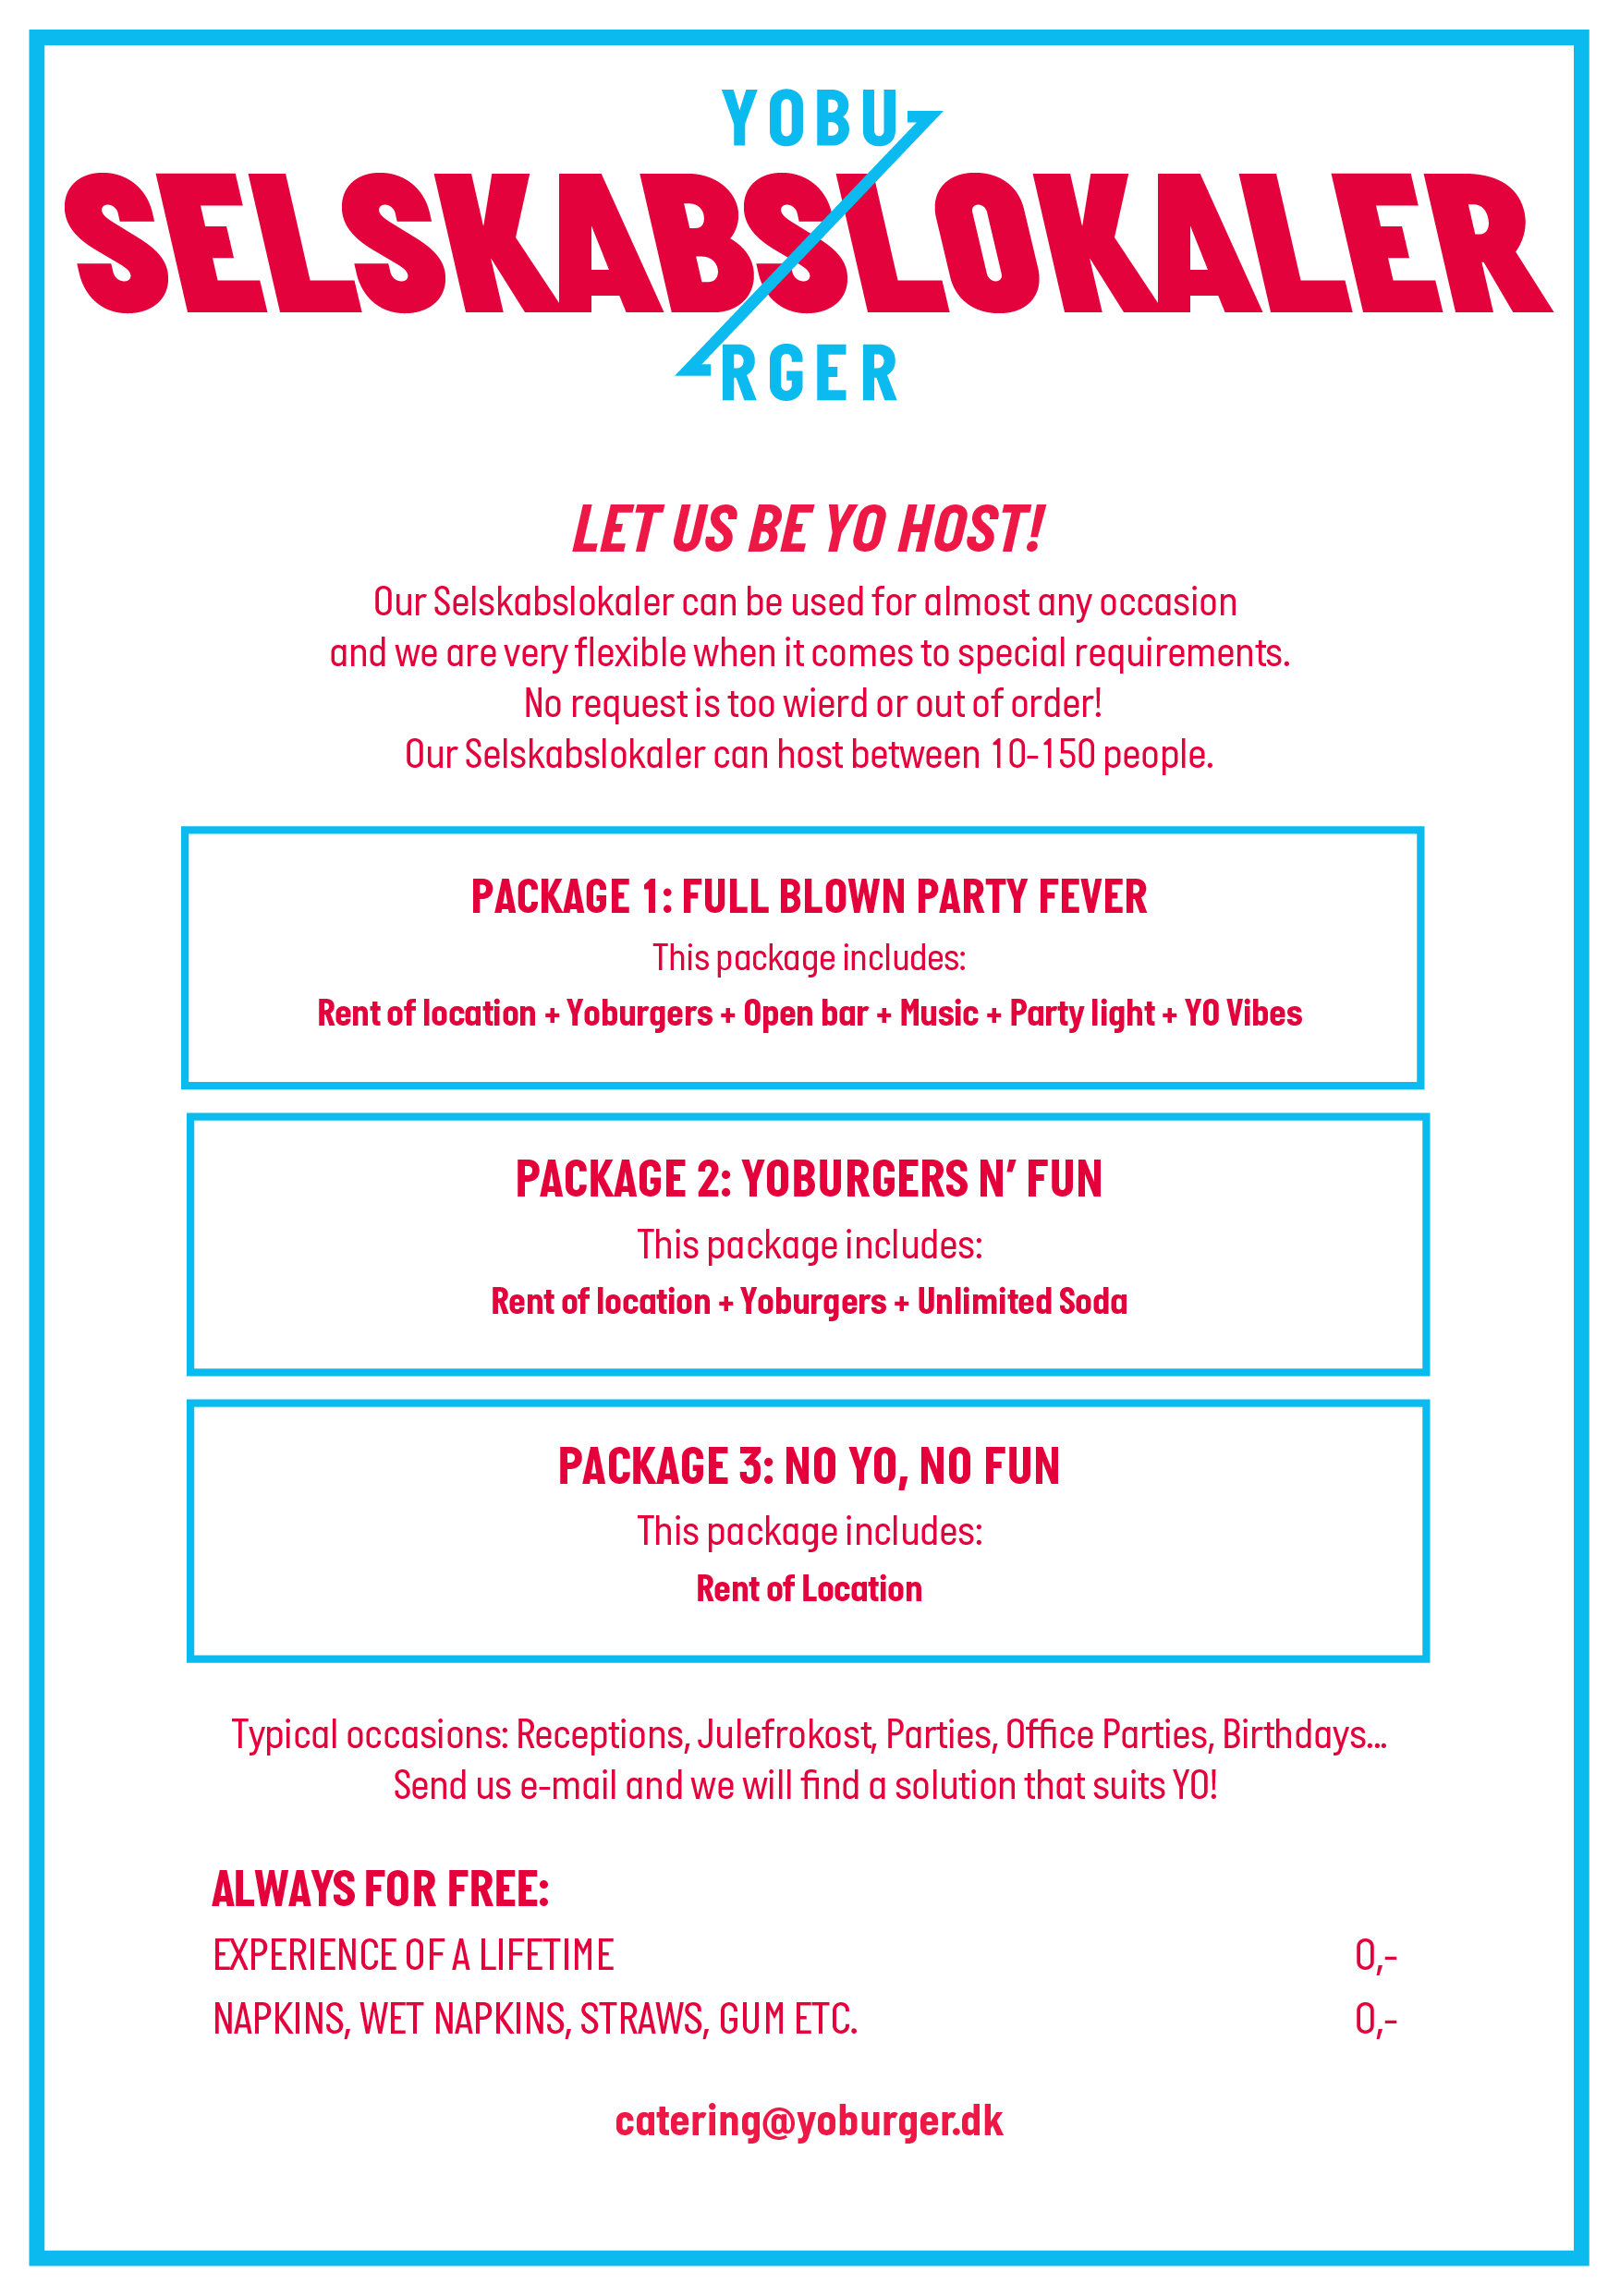 YOBU
SELSKABSLOKALER
RGER
LET US BE YO HOST!
Our Selskabslokaler can be used for almost any occasion
and we are very flexible when it comes to special requirements.
No request is too wierd or out of order!
Our Selskabslokaler can host between 10-150 people.
PACKAGE 1: FULL BLOWN PARTY FEVER
This package includes:
Rent of location + Yoburgers + Open bar + Music + Party light + YO Vibes
PACKAGE 2: YOBURGERS N’ FUN
This package includes:
Rent of location + Yoburgers + Unlimited Soda
PACKAGE 3: NO YO, NO FUN
This package includes:
Rent of Location
Typical occasions: Receptions, Julefrokost, Parties, Office Parties, Birthdays...
Send us e-mail and we will find a solution that suits YO!
ALWAYS FOR FREE:
EXPERIENCE OF A LIFETIME 0,-
NAPKINS, WET NAPKINS, STRAWS, GUM ETC. 0,-
catering@yoburger.dk